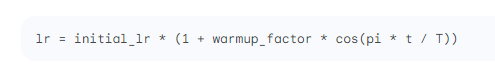 lr = initial_lr * (1 + warmup_factor * cos(pi * t / T))